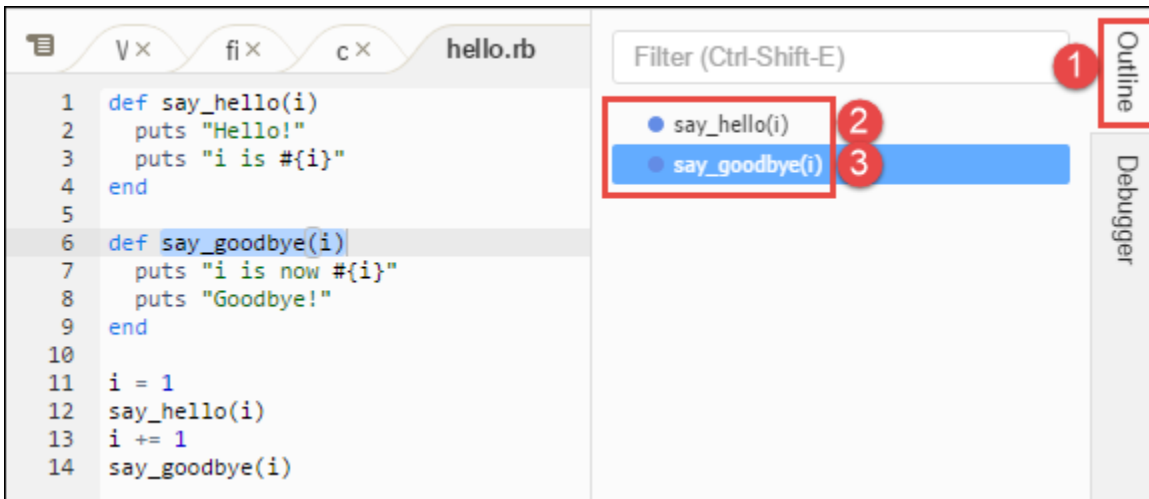 V × fi × c × hello.rb
1 def say_hello(i)
2   puts "Hello!"
3   puts "i is #{i}"
4 end
5
6 def say_goodbye(i)
7   puts "i is now #{i}"
8   puts "Goodbye!"
9 end
10
11 i = 1
12 say_hello(i)
13 i += 1
14 say_goodbye(i)
Filter (Ctrl-Shift-E)
say_hello(i) 2
say_goodbye(i) 3
1 Outline
Debugger